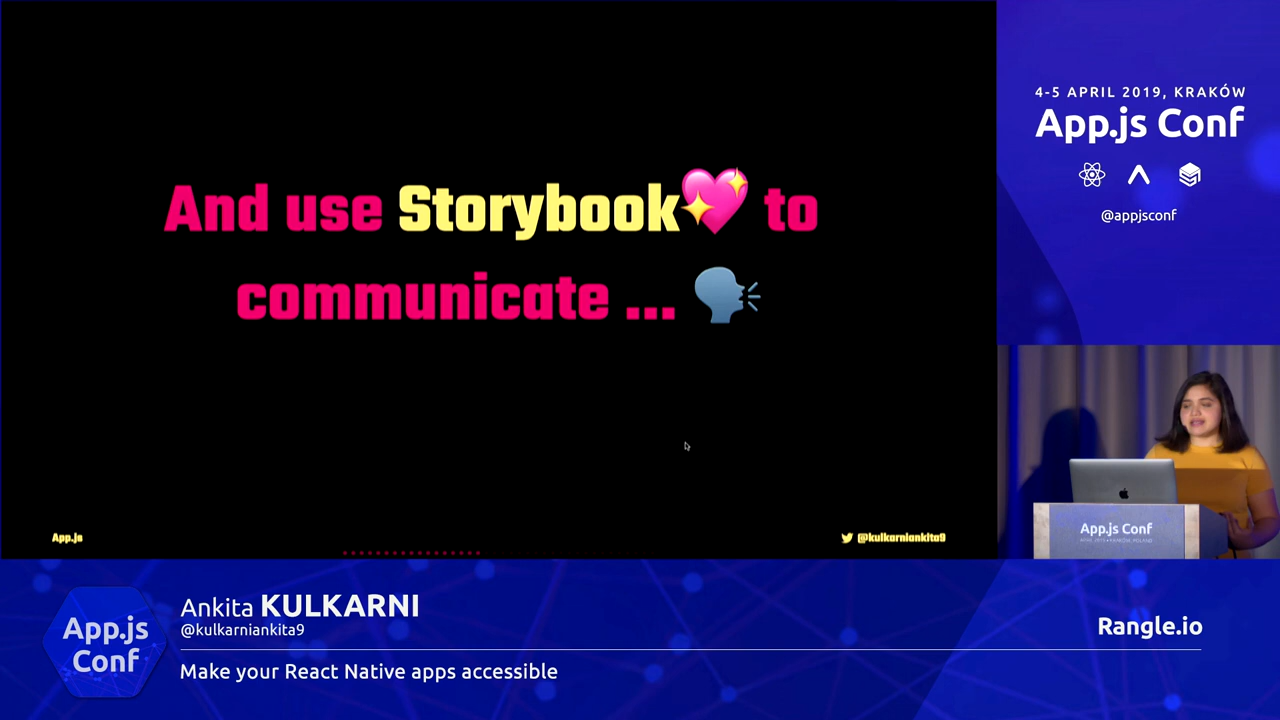 And use Storybook💖 to
communicate ... 🗣
App.js
@kulkarniankita9
4-5 APRIL 2019, KRAKÓW
App.js Conf
@appjsconf
App.js Conf
App.js
Conf
Ankita KULKARNI
@kulkarniankita9
Make your React Native apps accessible
Rangle.io